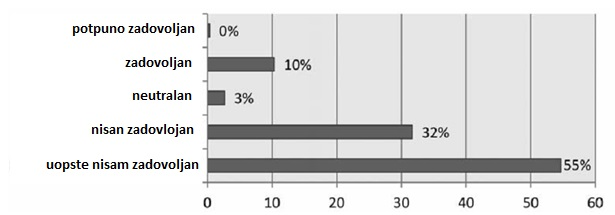 potpuno zadovoljan 0%
zadovoljan 10%
neutralan 3%
nisan zadovlojan 32%
uopste nisam zadovoljan 55%
0 10 20 30 40 50 60